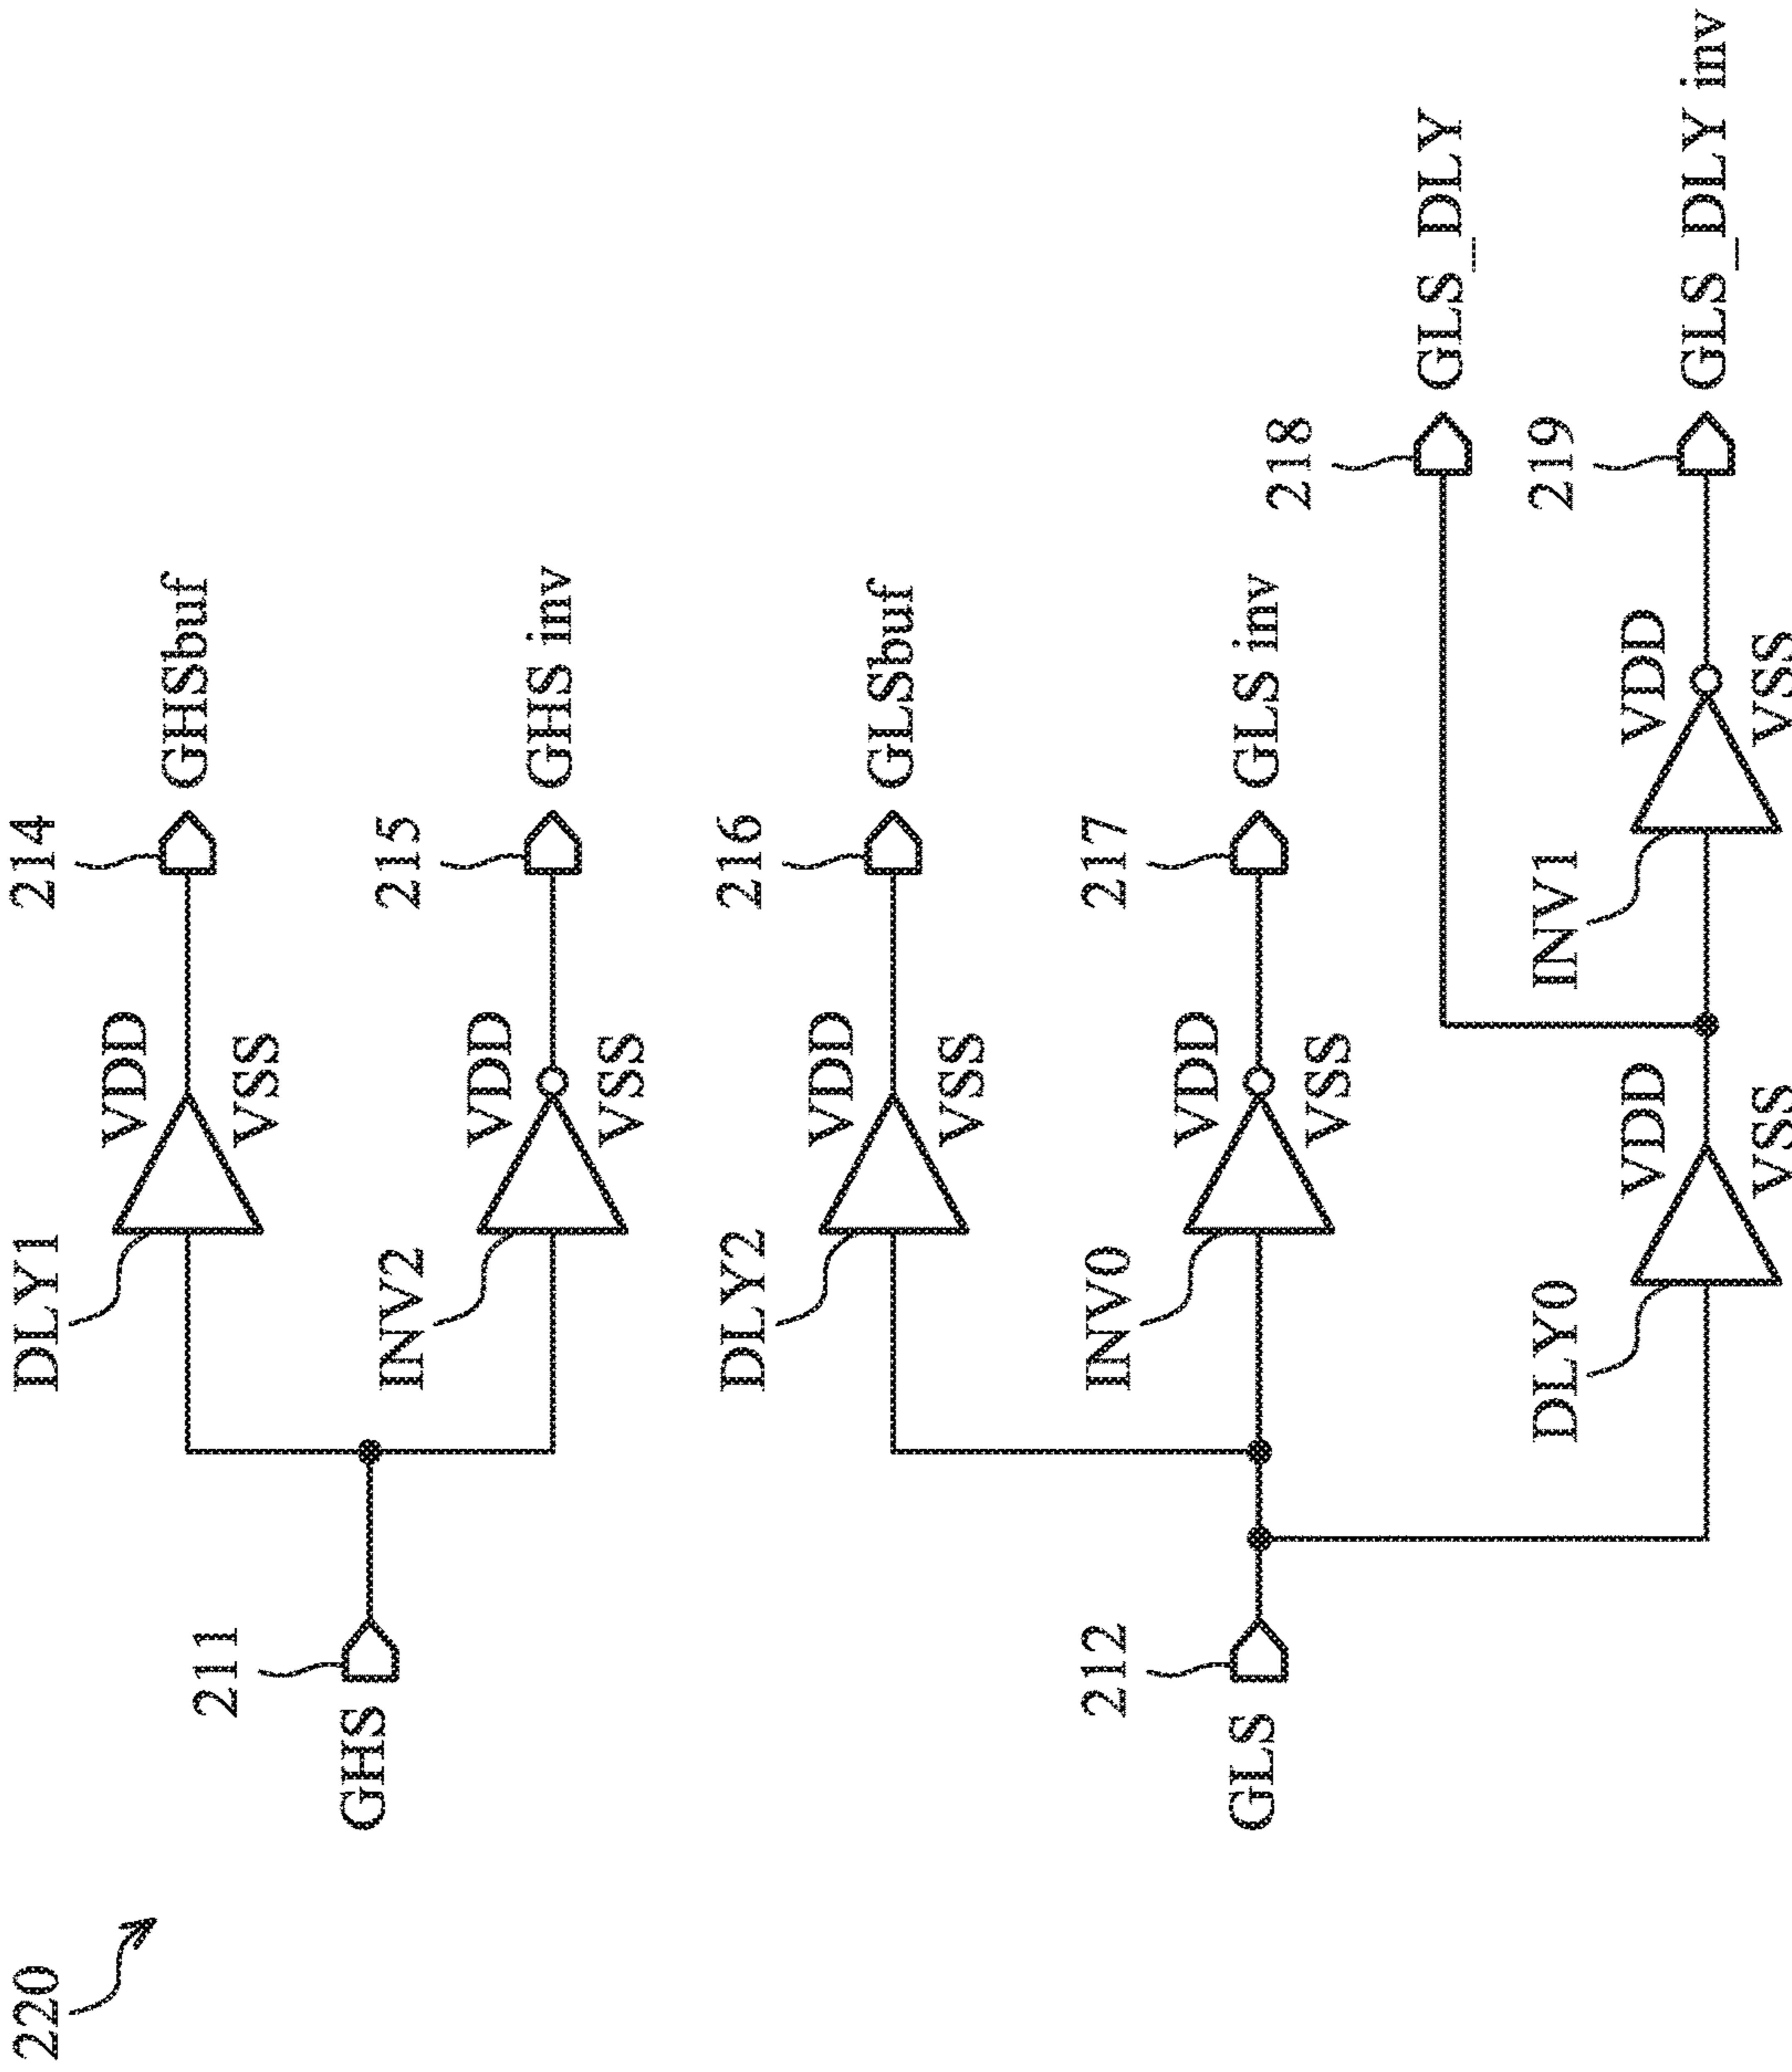 220
211
GHS
DLY1
VDD
VSS
214
GHSbuf
INV2
VDD
VSS
215
GHS inv
212
GLS
DLY2
VDD
VSS
216
GLSbuf
INV0
VDD
VSS
217
GLS inv
DLY0
VDD
VSS
INV1
VDD
VSS
218
GLS_DLY
219
GLS_DLY inv